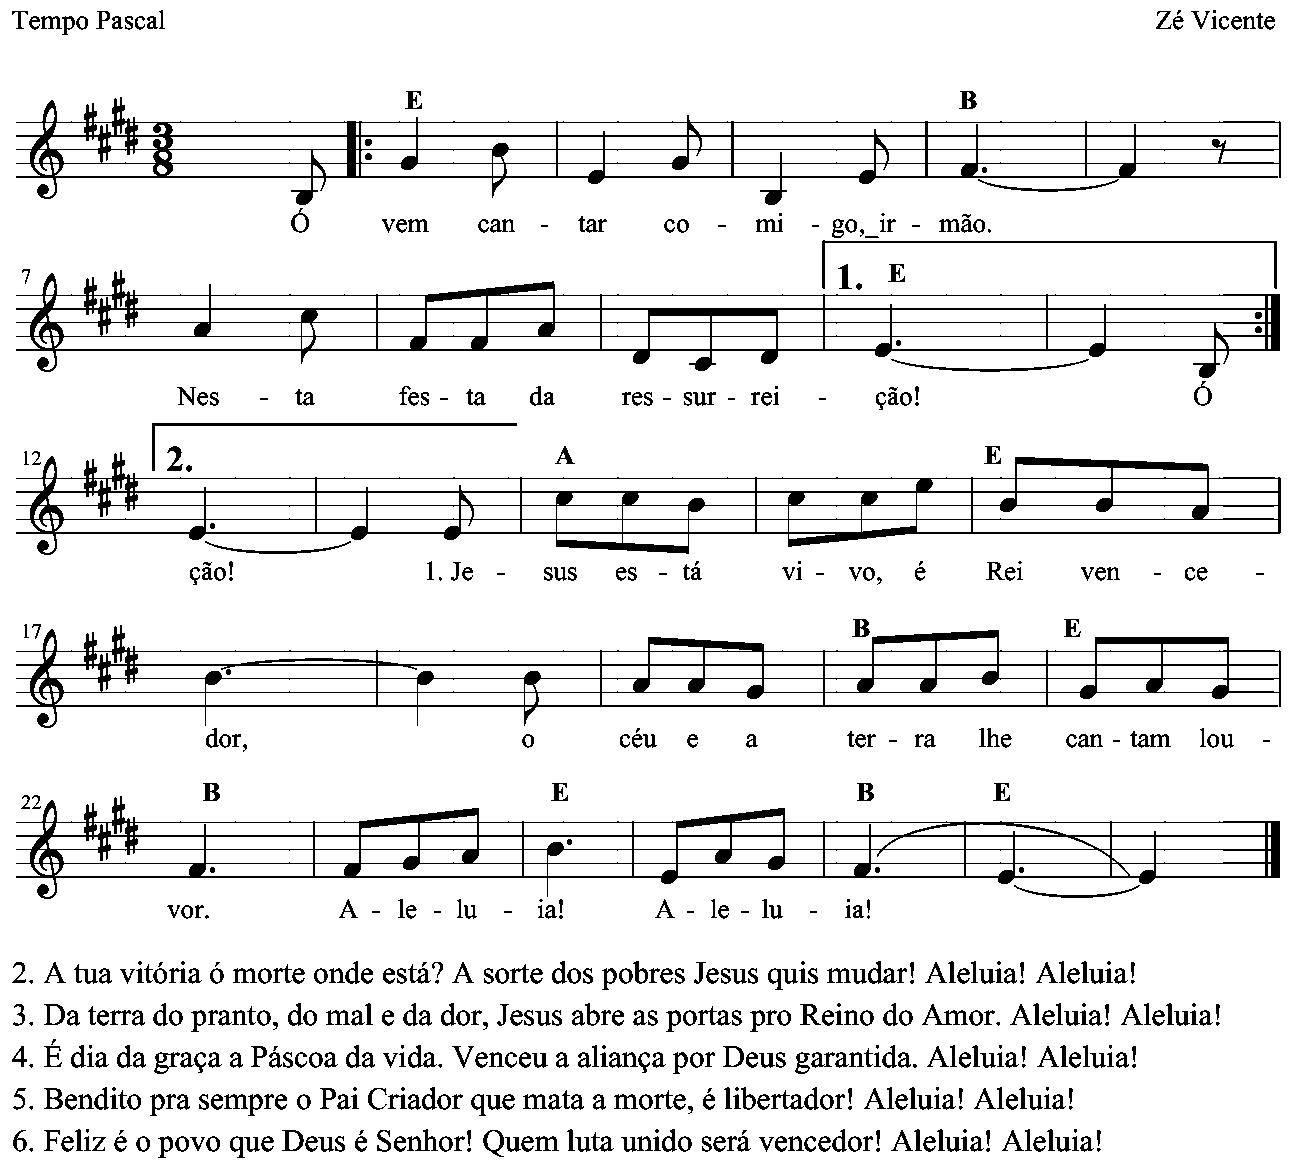 Tempo Pascal Zé Vicente
3 8
E B
Ó vem can - tar co - mi - go,_ir - mão.
7 1. E
Nes - ta fes - ta da res - sur - rei - ção! Ó
12 2. A E
ção! 1. Je - sus es - tá vi - vo, é Rei ven - ce -
17 B E
dor, o céu e a ter - ra lhe can - tam lou -
22 B E B E
vor. A - le - lu - ia! A - le - lu - ia!
2. A tua vitória ó morte onde está? A sorte dos pobres Jesus quis mudar! Aleluia! Aleluia!
3. Da terra do pranto, do mal e da dor, Jesus abre as portas pro Reino do Amor. Aleluia! Aleluia!
4. É dia da graça a Páscoa da vida. Venceu a aliança por Deus garantida. Aleluia! Aleluia!
5. Bendito pra sempre o Pai Criador que mata a morte, é libertador! Aleluia! Aleluia!
6. Feliz é o povo que Deus é Senhor! Quem luta unido será vencedor! Aleluia! Aleluia!